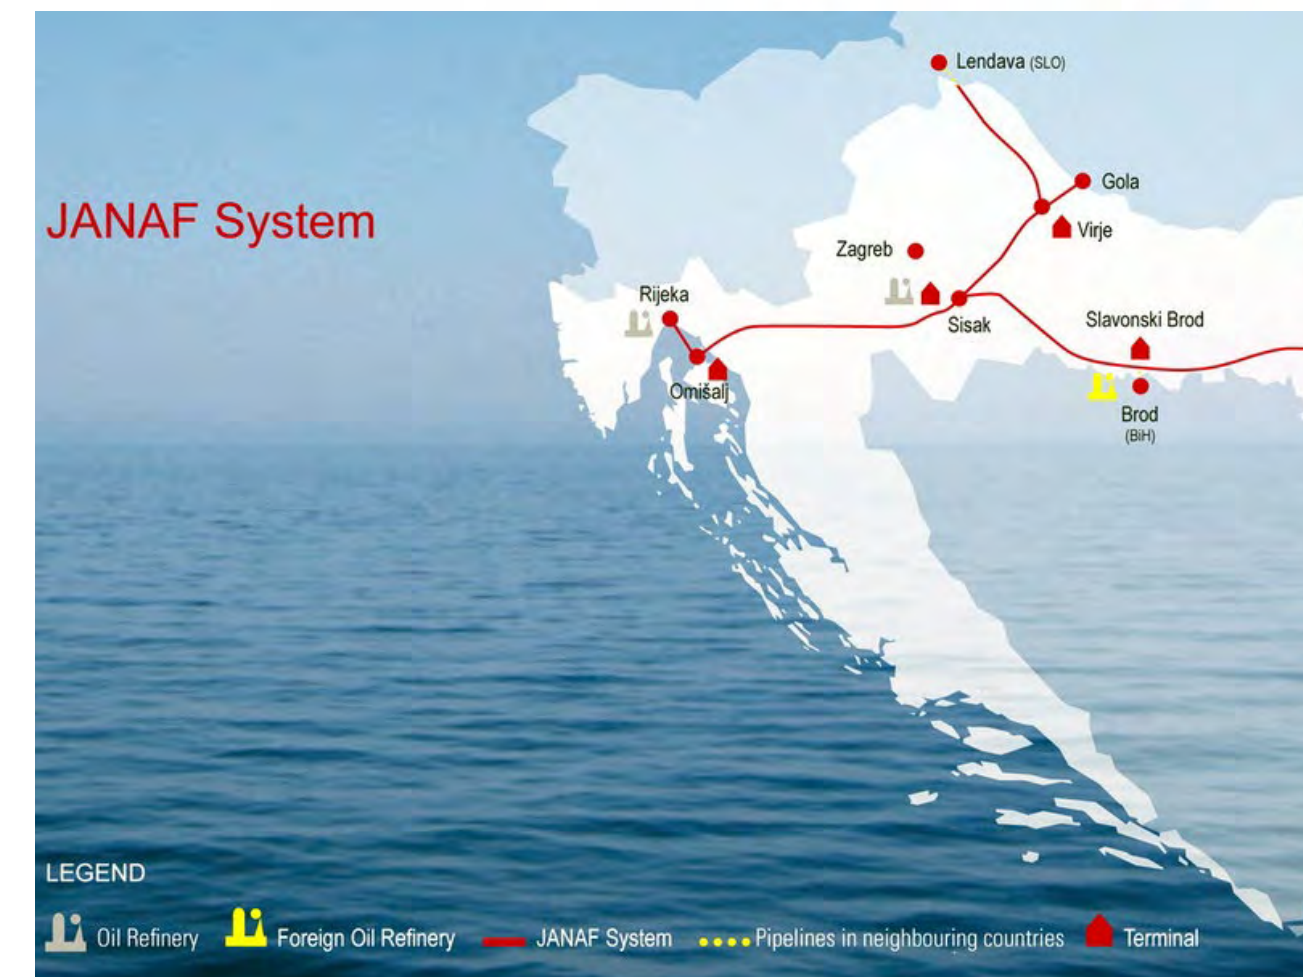 Lendava (SLO)
Gola
JANAF System
Virje
Zagreb
Rijeka
Sisak
Slavonski Brod
Omišalj
Brod
(BiH)
LEGEND
Oil Refinery
Foreign Oil Refinery
JANAF System
Pipelines in neighbouring countries
Terminal